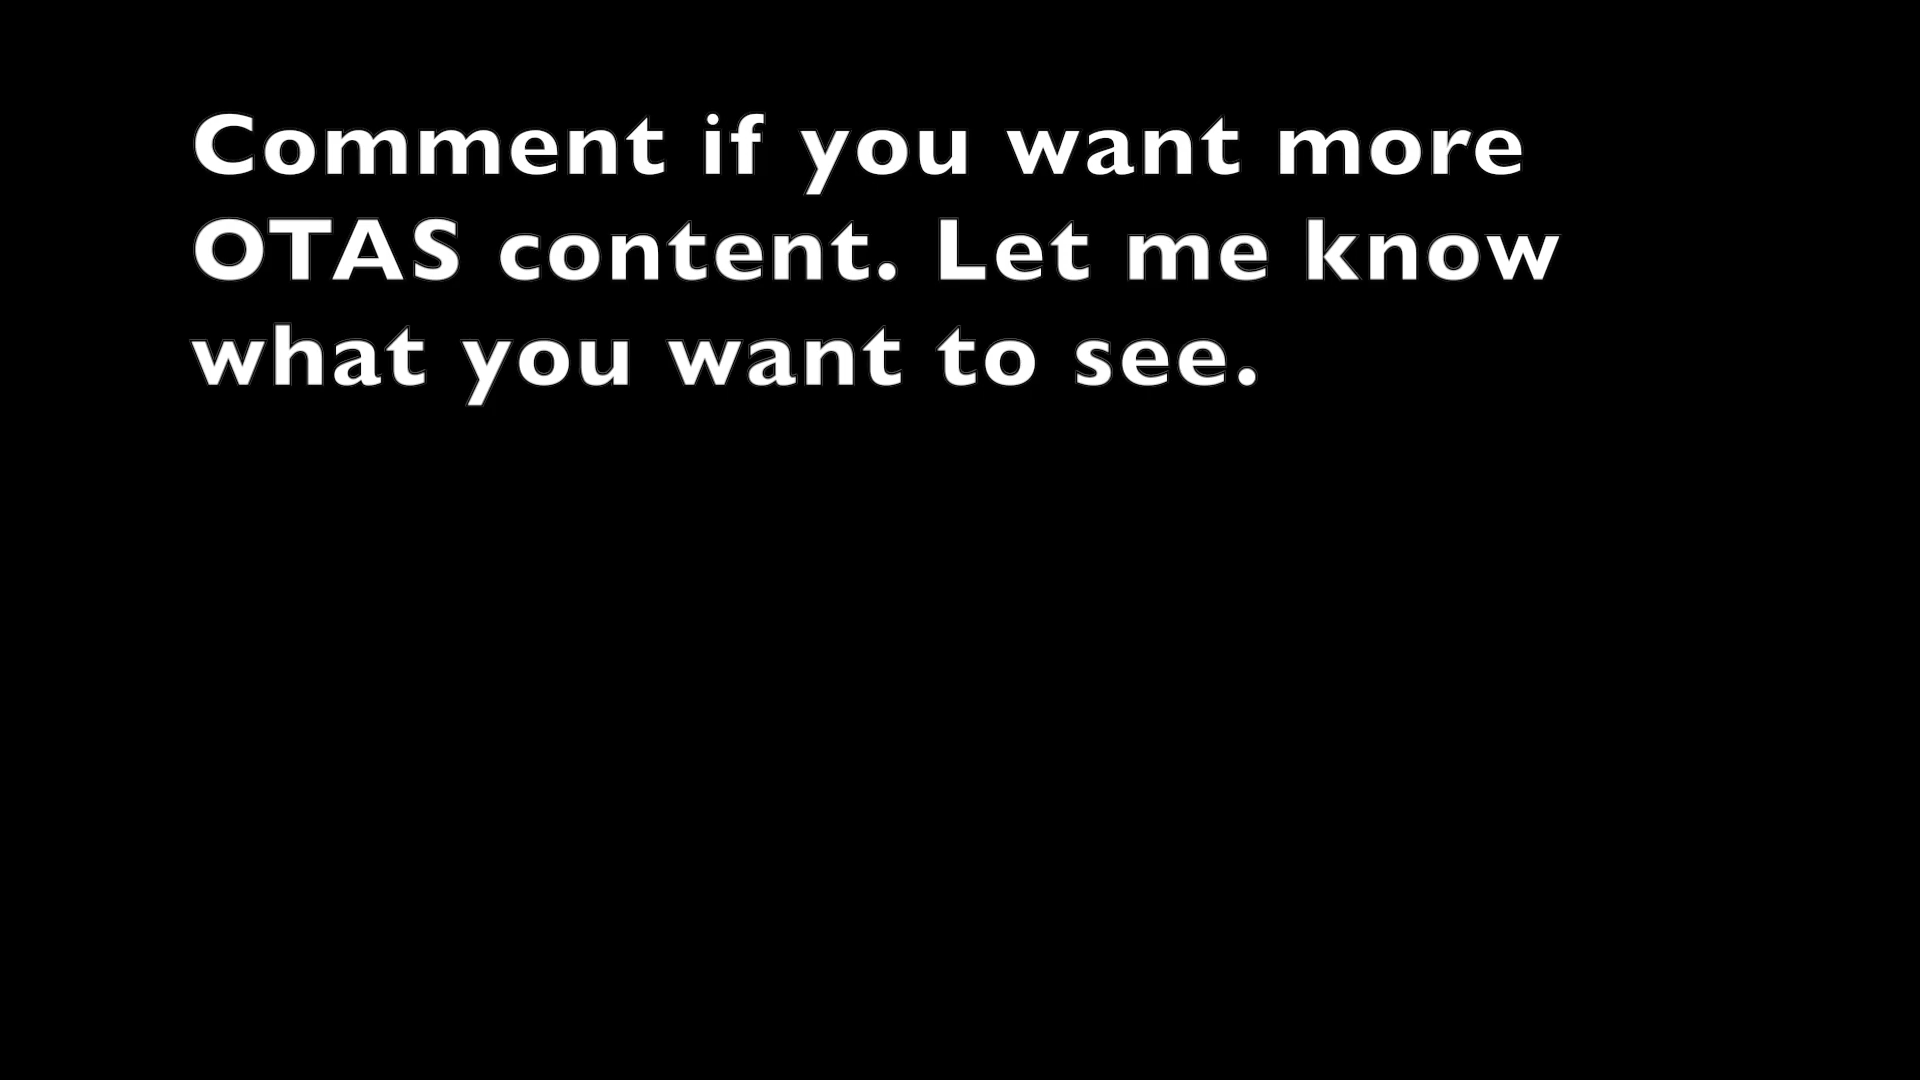 Comment if you want more
OTAS content. Let me know
what you want to see.